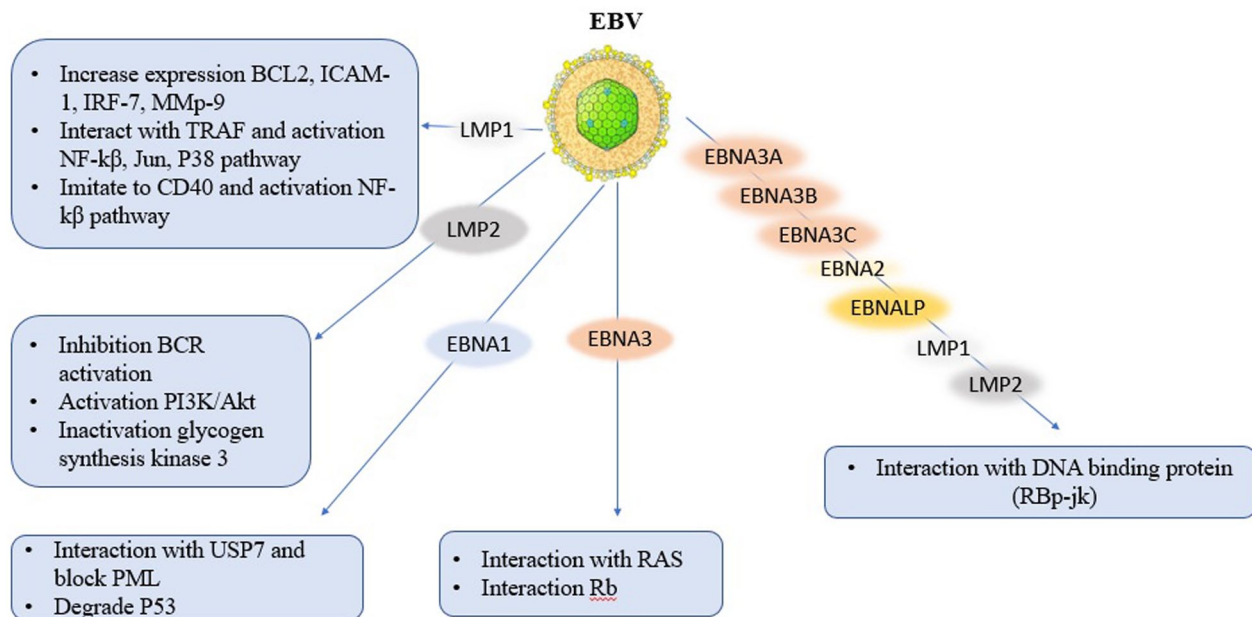 EBV
• Increase expression BCL2, ICAM-
1, IRF-7, MMp-9
• Interact with TRAF and activation
NF-kβ, Jun, P38 pathway
• Imitate to CD40 and activation NF-
kβ pathway
LMP1
LMP2
• Inhibition BCR
activation
• Activation PI3K/Akt
• Inactivation glycogen
synthesis kinase 3
EBNA1
• Interaction with USP7 and
block PML
• Degrade P53
EBNA3
• Interaction with RAS
• Interaction Rb
EBNA3A
EBNA3B
EBNA3C
EBNA2
EBNALP
LMP1
LMP2
• Interaction with DNA binding protein
(RBp-jk)